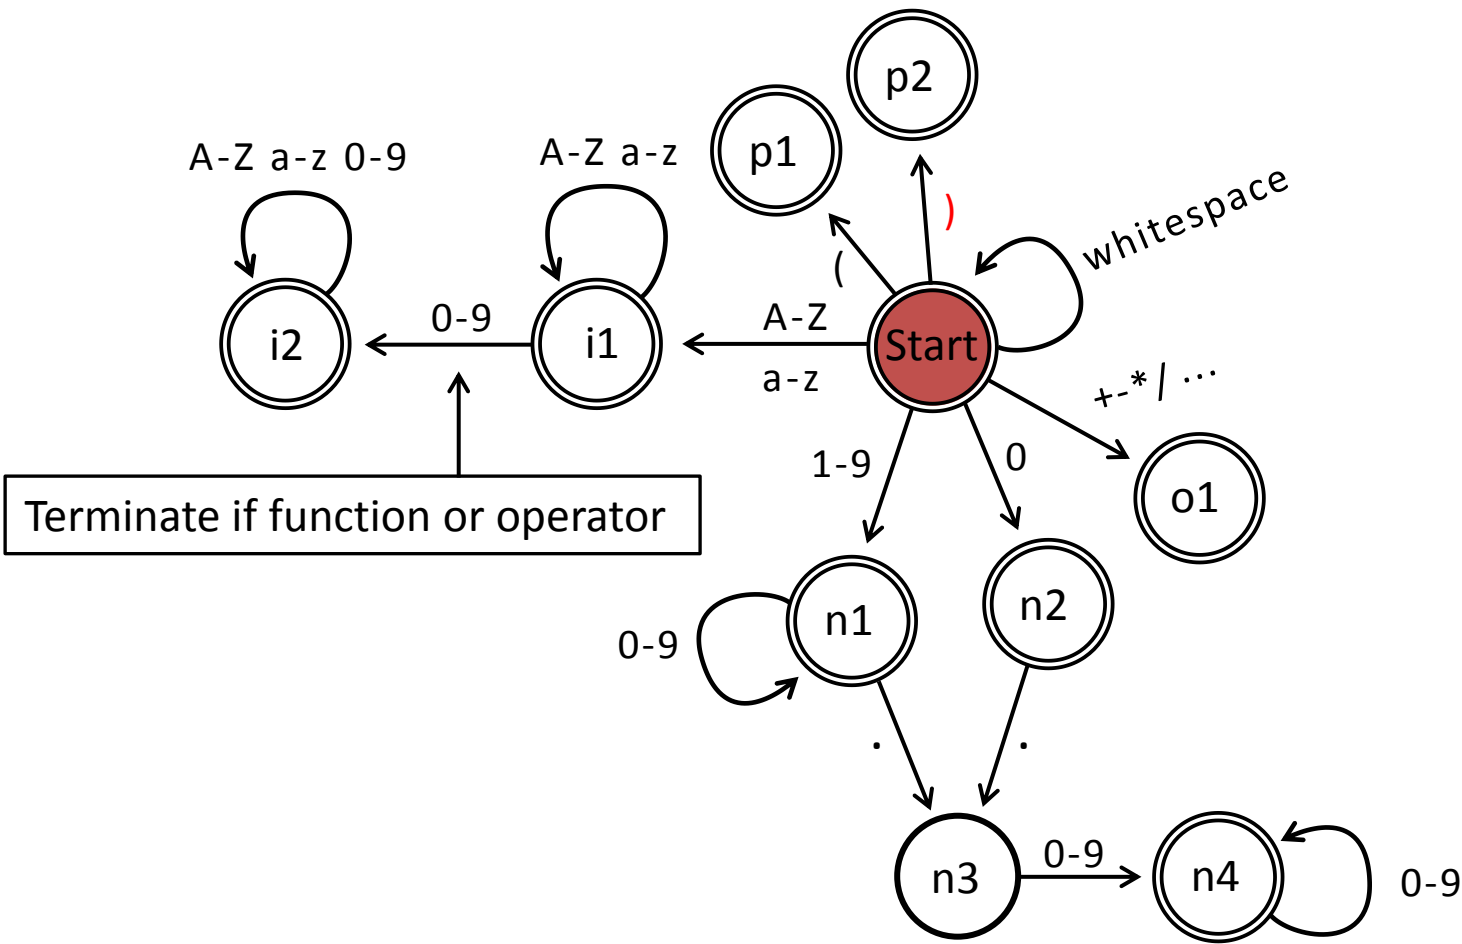 p2
p1
A-Z a-z 0-9
A-Z a-z
)
whitespace
(
i2
0-9
i1
A-Z
a-z
Start
+-*/ ...
1-9
0
Terminate if function or operator
o1
0-9
n1
n2
.
.
n3
0-9
n4
0-9